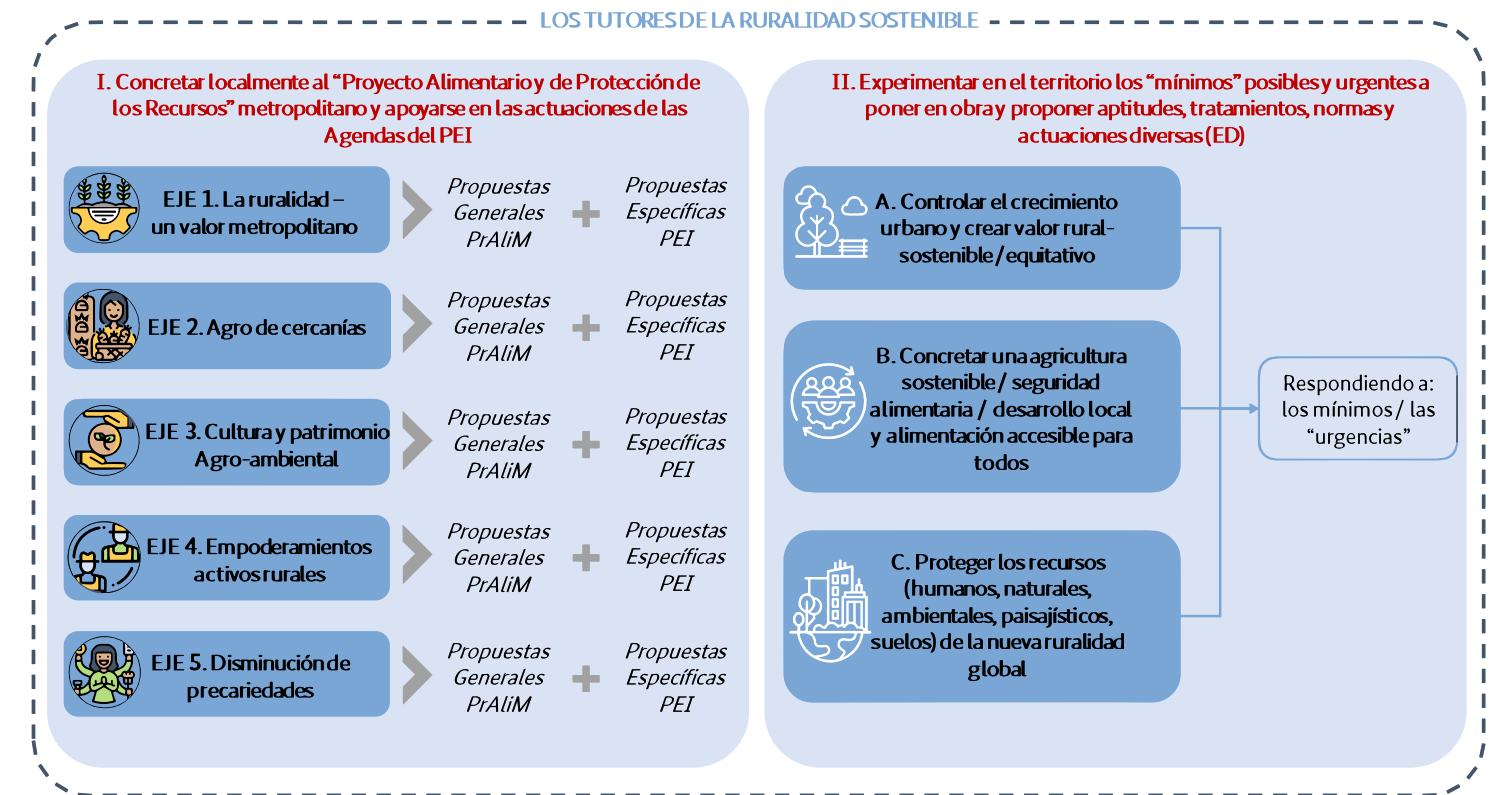 LOS TUTORES DE LA RURALIDAD SOSTENIBLE
I. Concretar localmente al “Proyecto Alimentario y de Protección de
los Recursos” metropolitano y apoyarse en las actuaciones de las
Agendas del PEI
EJE 1. La ruralidad –
un valor metropolitano
Propuestas
Generales
PrAliM
Propuestas
Específicas
PEI
EJE 2. Agro de cercanías
Propuestas
Generales
PrAliM
Propuestas
Específicas
PEI
EJE 3. Cultura y patrimonio
Agro-ambiental
Propuestas
Generales
PrAliM
Propuestas
Específicas
PEI
EJE 4. Empoderamientos
activos rurales
Propuestas
Generales
PrAliM
Propuestas
Específicas
PEI
EJE 5. Disminución de
precariedades
Propuestas
Generales
PrAliM
Propuestas
Específicas
PEI
II. Experimentar en el territorio los “mínimos” posibles y urgentes a
poner en obra y proponer aptitudes, tratamientos, normas y
actuaciones diversas (ED)
A. Controlar el crecimiento
urbano y crear valor rural-
sostenible / equitativo
B. Concretar una agricultura
sostenible / seguridad
alimentaria / desarrollo local
y alimentación accesible para
todos
C. Proteger los recursos
(humanos, naturales,
ambientales, paisajísticos,
suelos) de la nueva ruralidad
global
Respondiendo a:
los mínimos / las
“urgencias”